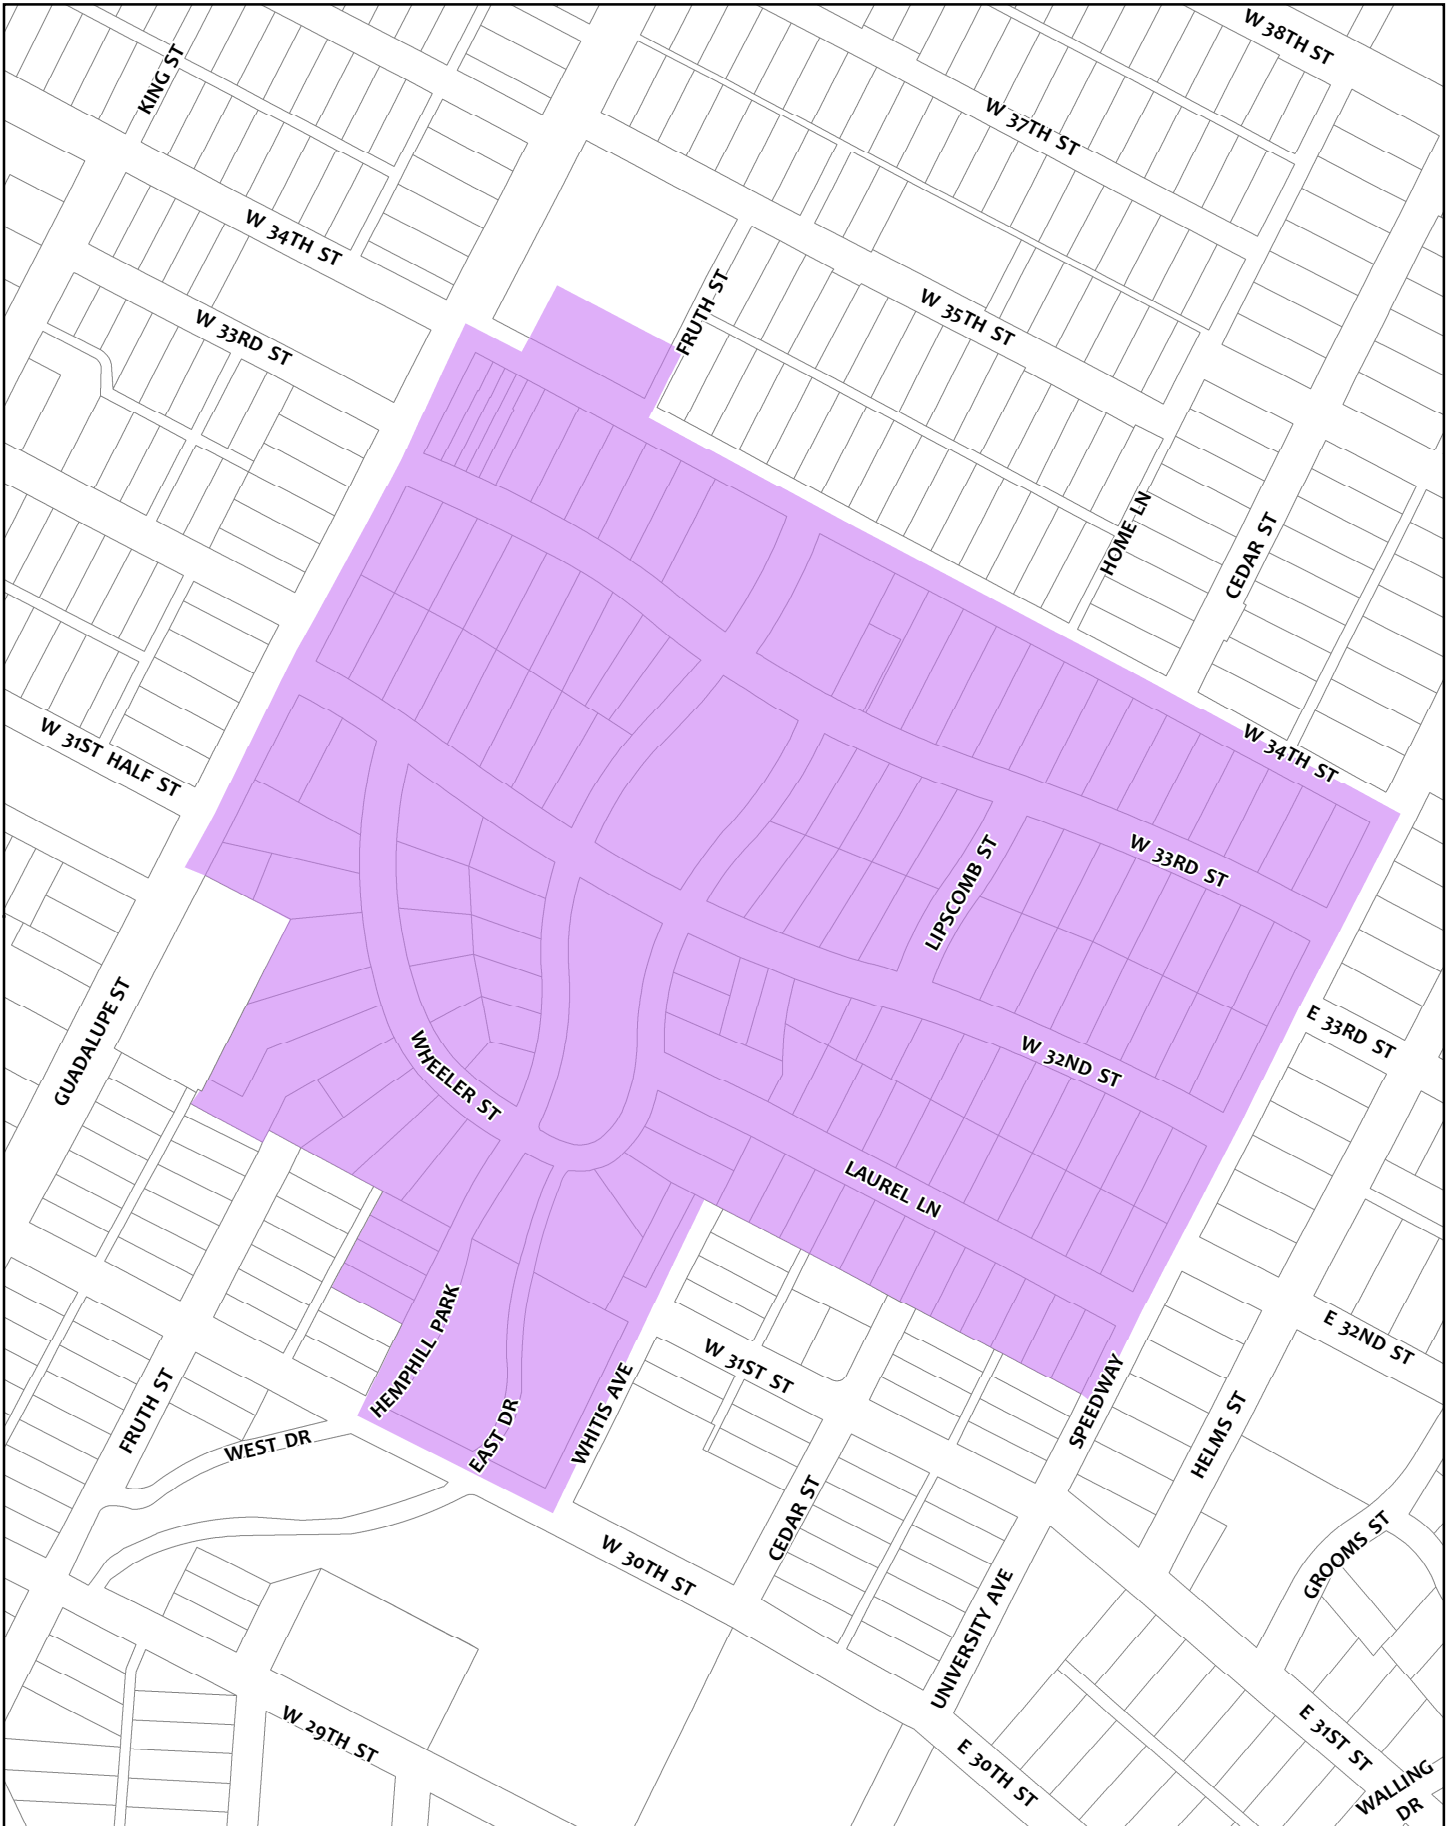 W 38TH ST
KING ST
W 37TH ST
W 34TH ST
FRUTH ST
W 35TH ST
W 33RD ST
HOME LN
CEDAR ST
W 31ST HALF ST
W 34TH ST
W 33RD ST
LIPSCOMB ST
GUADALUPE ST
E 33RD ST
WHEELER ST
W 32ND ST
LAUREL LN
HEMPHILL PARK
E 32ND ST
W 31ST ST
SPEEDWAY
FRUTH ST
WHITIS AVE
HELMS ST
EAST DR
WEST DR
CEDAR ST
GROOMS ST
W 30TH ST
UNIVERSITY AVE
W 29TH ST
E 31ST ST
E 30TH ST
WALLING
DR